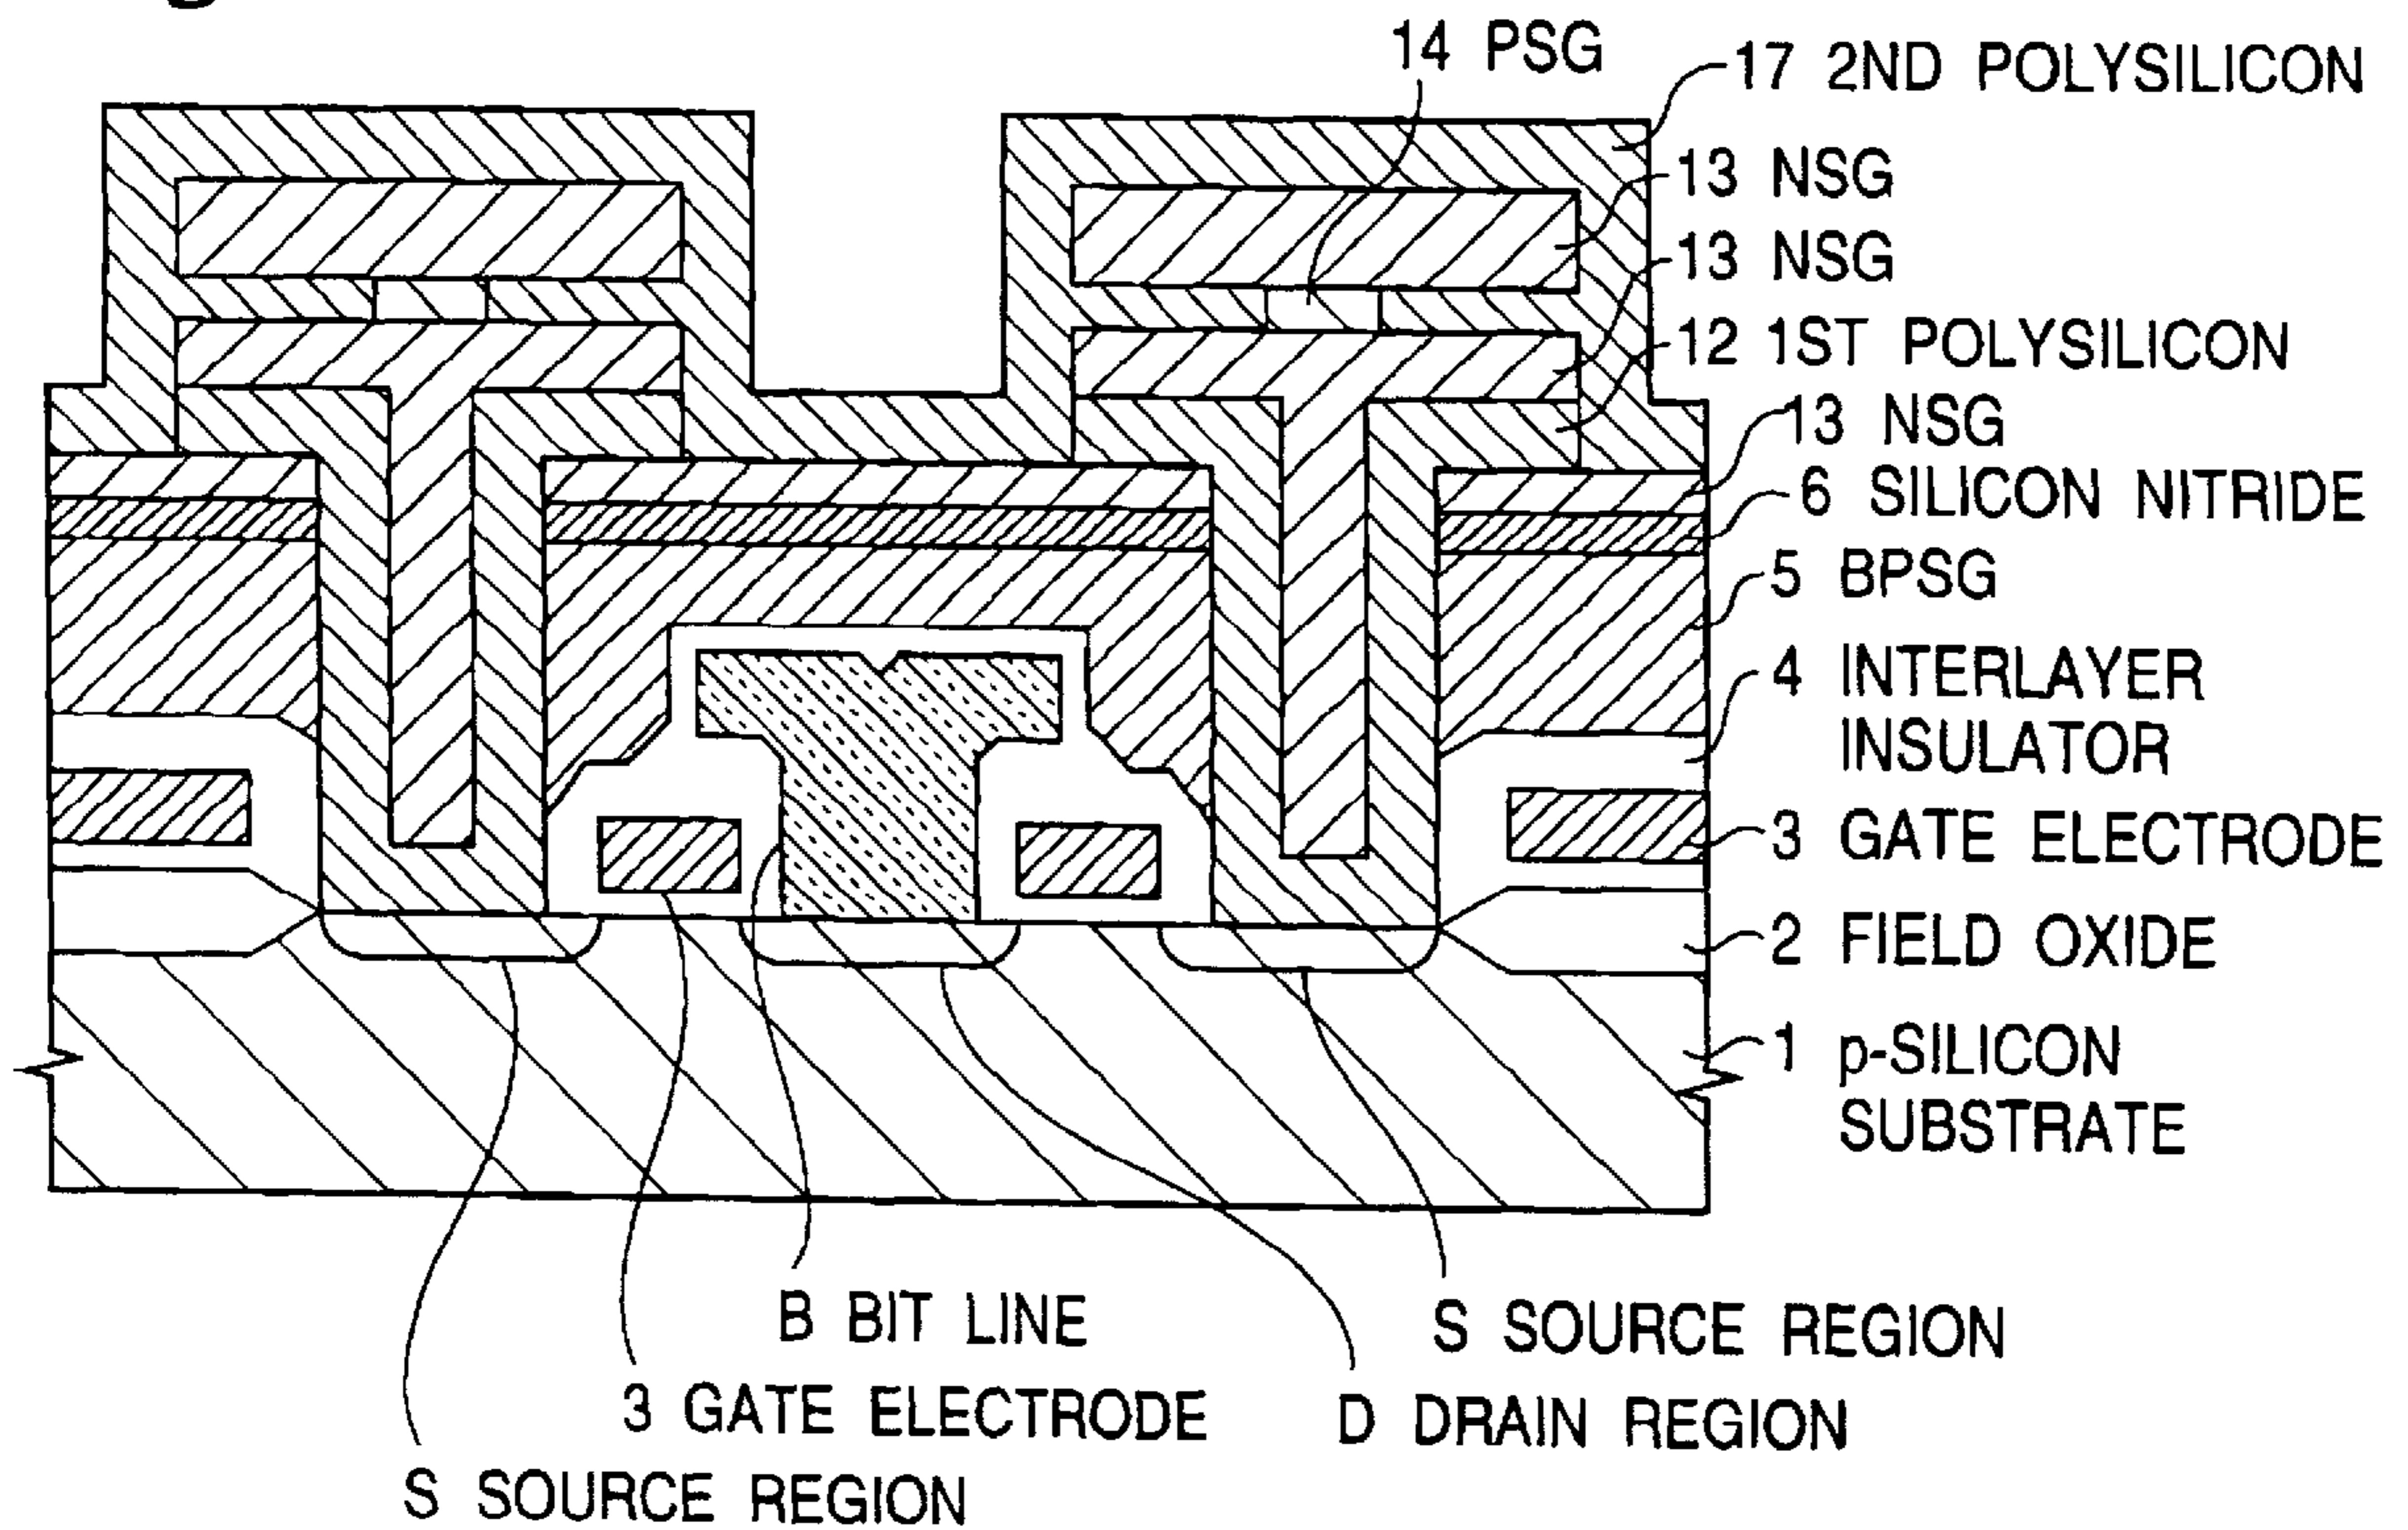 14 PSG
17 2ND POLYSILICON
13 NSG
13 NSG
12 1ST POLYSILICON
13 NSG
6 SILICON NITRIDE
5 BPSG
4 INTERLAYER
INSULATOR
3 GATE ELECTRODE
2 FIELD OXIDE
1 p-SILICON
SUBSTRATE
B BIT LINE
S SOURCE REGION
3 GATE ELECTRODE
D DRAIN REGION
S SOURCE REGION